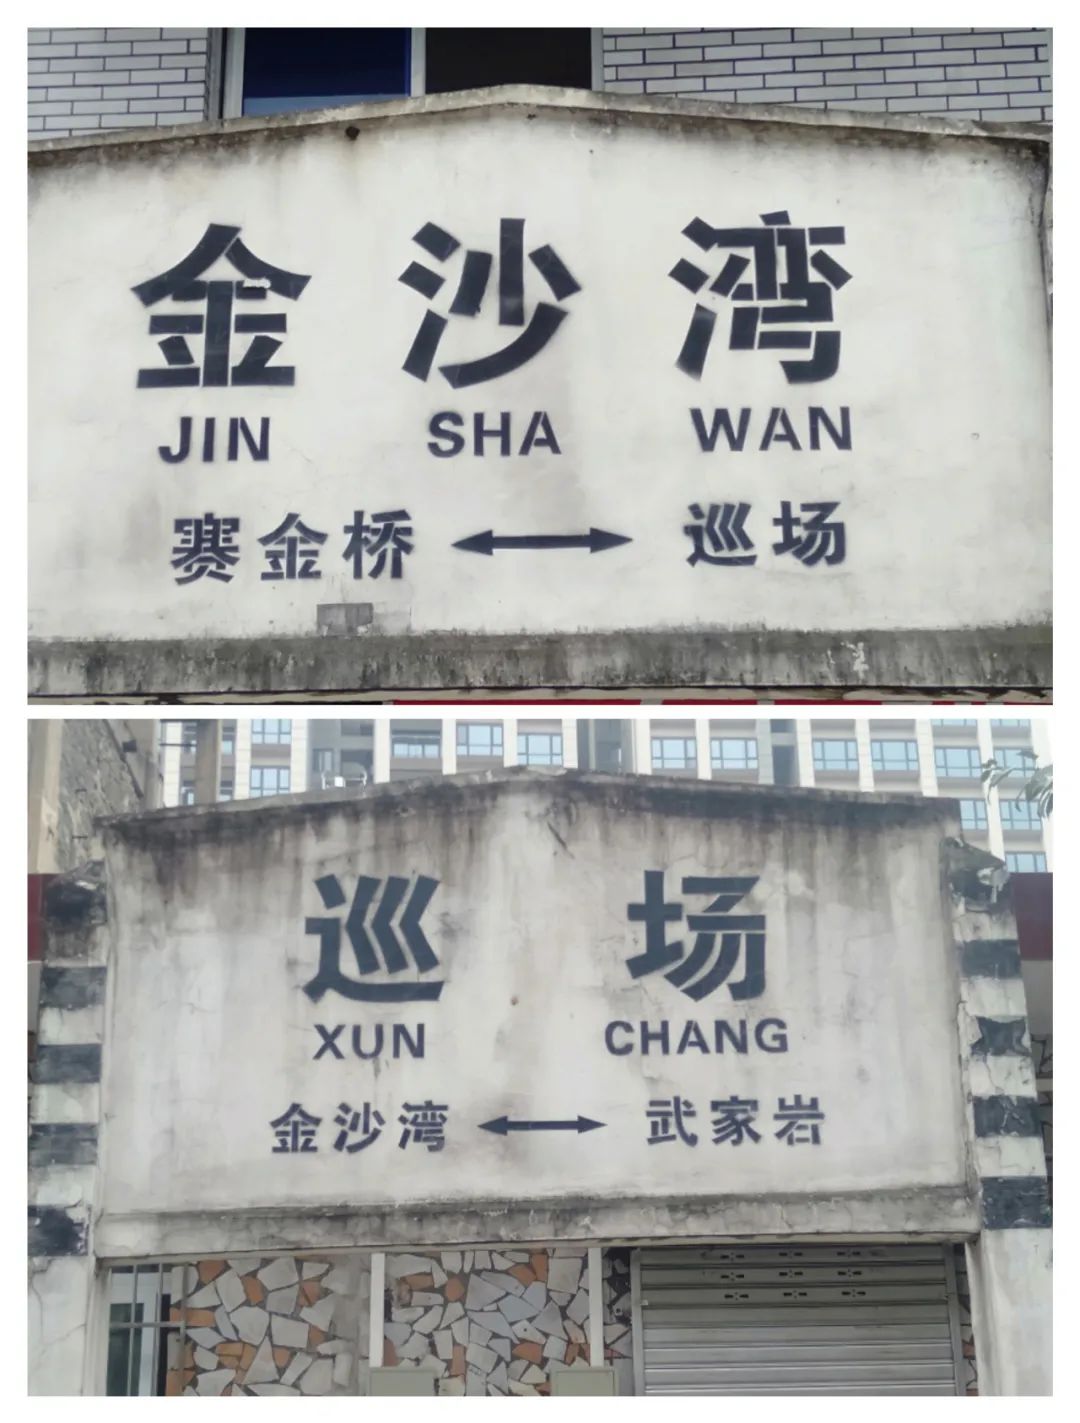 金沙湾
JIN SHA WAN
赛金桥 ↔ 巡场
巡场
XUN CHANG
金沙湾 ↔ 武家岩